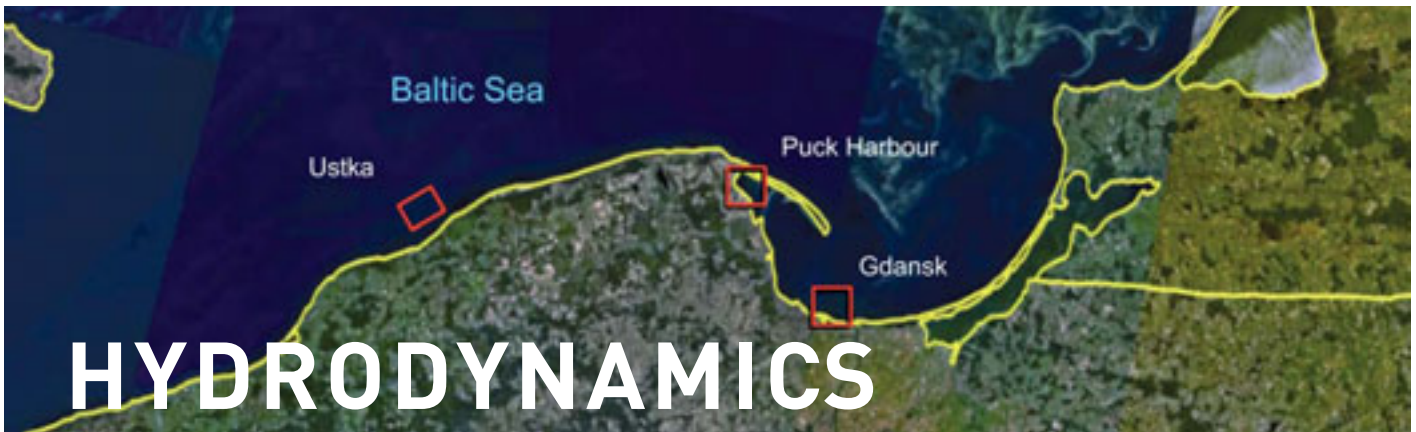 Baltic Sea
Puck Harbour
Ustka
Gdansk
HYDRODYNAMICS